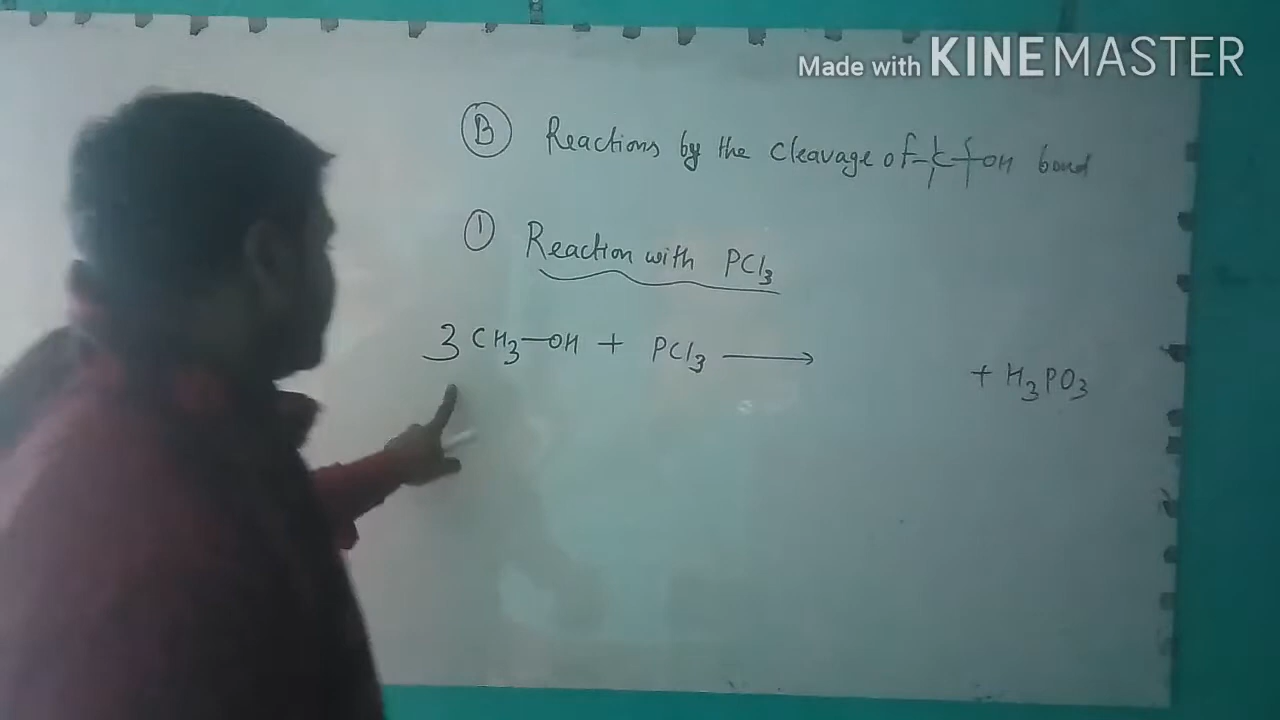 Made with KINEMASTER
Ⓑ Reactions by the cleavage of -C-OH bond
① Reaction with PCl₃
3 CH₃-OH + PCl₃ ⟶ + H₃PO₃